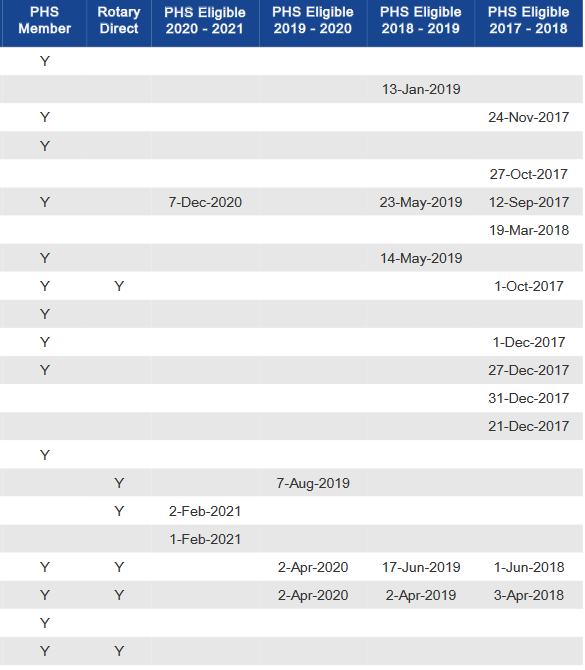 PHS Member Rotary Direct PHS Eligible 2020 - 2021 PHS Eligible 2019 - 2020 PHS Eligible 2018 - 2019 PHS Eligible 2017 - 2018
Y
13-Jan-2019
Y 24-Nov-2017
Y
27-Oct-2017
Y 7-Dec-2020 23-May-2019 12-Sep-2017
19-Mar-2018
Y 14-May-2019
Y Y 1-Oct-2017
Y
Y 1-Dec-2017
Y 27-Dec-2017
31-Dec-2017
21-Dec-2017
Y
Y 7-Aug-2019
Y 2-Feb-2021
1-Feb-2021
Y Y 2-Apr-2020 17-Jun-2019 1-Jun-2018
Y Y 2-Apr-2020 2-Apr-2019 3-Apr-2018
Y
Y Y